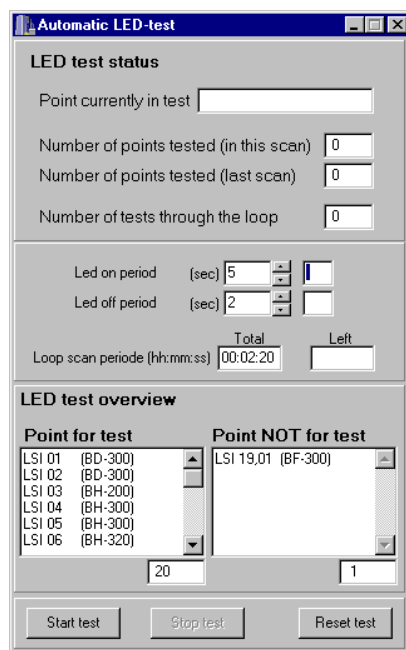 Automatic LED-test
LED test status
Point currently in test
Number of points tested (in this scan) 0
Number of points tested (last scan) 0
Number of tests through the loop 0
Led on period (sec) 5
Led off period (sec) 2
Total Left
Loop scan periode (hh:mm:ss) 00:02:20
LED test overview
Point for test Point NOT for test
LSI 01 (BD-300) LSI 19,01 (BF-300)
LSI 02 (BD-300)
LSI 03 (BH-200)
LSI 04 (BH-300)
LSI 05 (BH-300)
LSI 06 (BH-320)
20 1
Start test Stop test Reset test